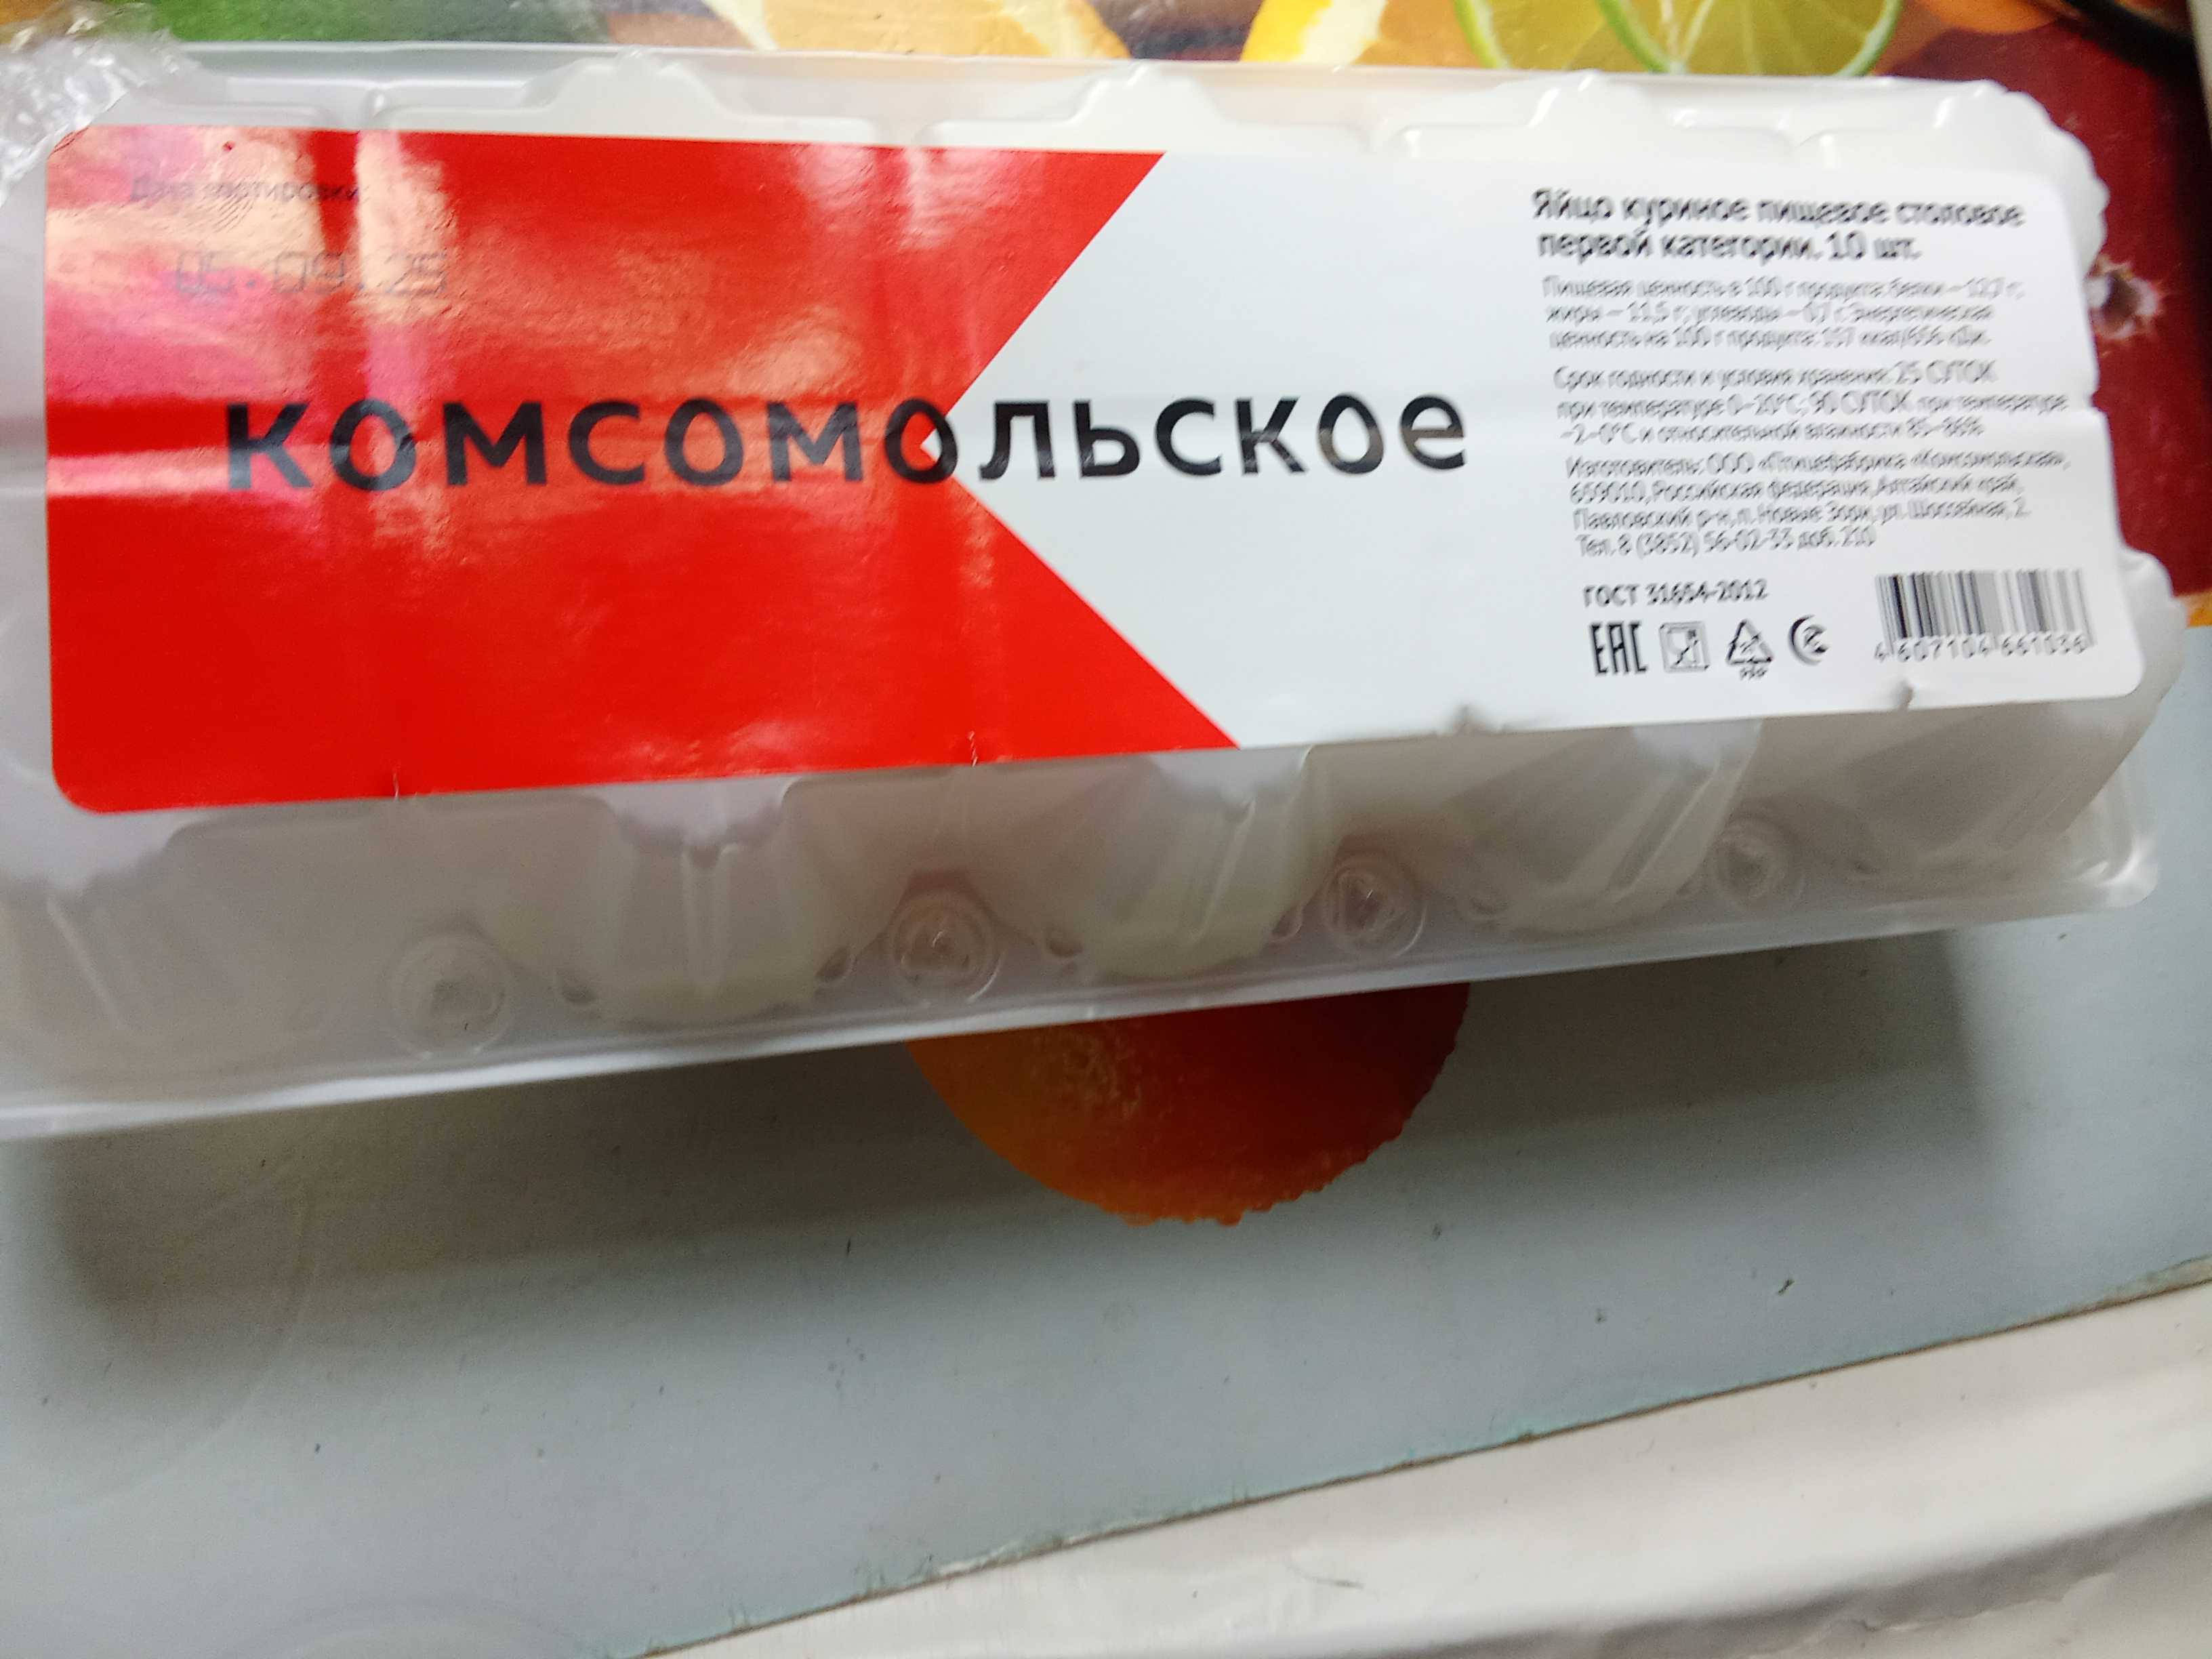 Дата сортировки:
05.09.25
КОМСОМОЛЬСКОЕ
Яйцо куриное пищевое столовое
первой категории. 10 шт.
Пищевая ценность в 100 г продукта: белки – 12,7 г,
жиры – 11,5 г, углеводы – 0,7 г. Энергетическая
ценность на 100 г продукта: 157 ккал/656 кДж.
Срок годности и условия хранения: 25 СУТОК
при температуре 0–20°С; 90 СУТОК при температуре
–2–0°С и относительной влажности 85–88%
Изготовитель: ООО «Птицефабрика «Комсомольская»,
659010, Российская Федерация, Алтайский край,
Павловский р-н, п. Новые Зори, ул. Шоссейная, 2.
Тел. 8 (3852) 56-02-33 доб. 210
ГОСТ 31654-2012
EAC
4 607104 661036